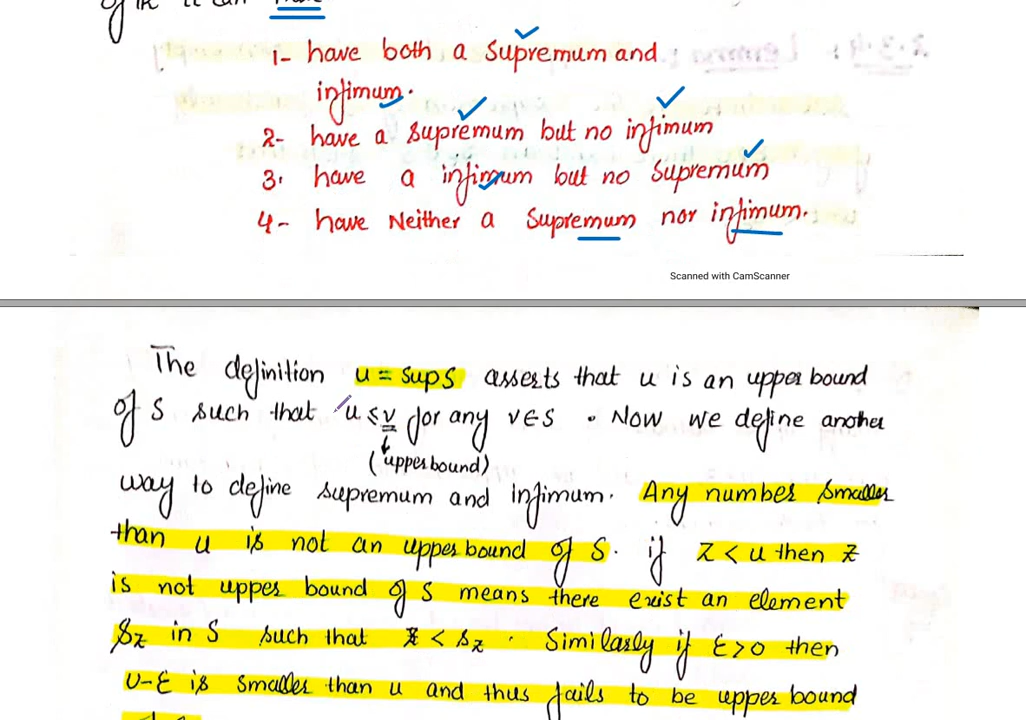 of
1- have both a supremum and
infimum.
2- have a supremum but no infimum
3. have a infimum but no supremum
4- have Neither a supremum nor infimum.
Scanned with CamScanner
The definition u = sup S asserts that u is an upper bound
of S such that u ≤ v for any v ∈ S . Now we define another
(upper bound)
way to define supremum and infimum. Any number smaller
than u is not an upper bound of S. if z < u then z
is not upper bound of S means there exist an element
Sz in S such that z < sz . Similarly if ε > 0 then
u-ε is smaller than u and thus fails to be upper bound